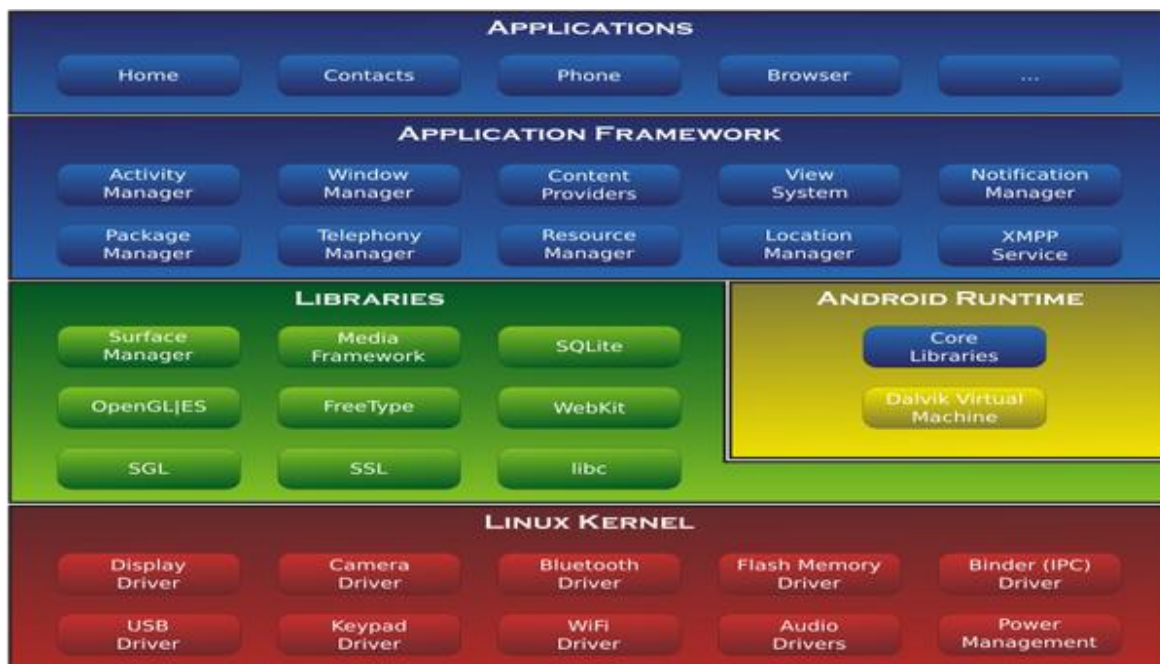 APPLICATIONS
Home Contacts Phone Browser ...
APPLICATION FRAMEWORK
Activity Manager Window Manager Content Providers View System Notification Manager
Package Manager Telephony Manager Resource Manager Location Manager XMPP Service
LIBRARIES
Surface Manager Media Framework SQLite
OpenGL|ES FreeType WebKit
SGL SSL libc
ANDROID RUNTIME
Core Libraries
Dalvik Virtual Machine
LINUX KERNEL
Display Driver Camera Driver Bluetooth Driver Flash Memory Driver Binder (IPC) Driver
USB Driver Keypad Driver WiFi Driver Audio Drivers Power Management